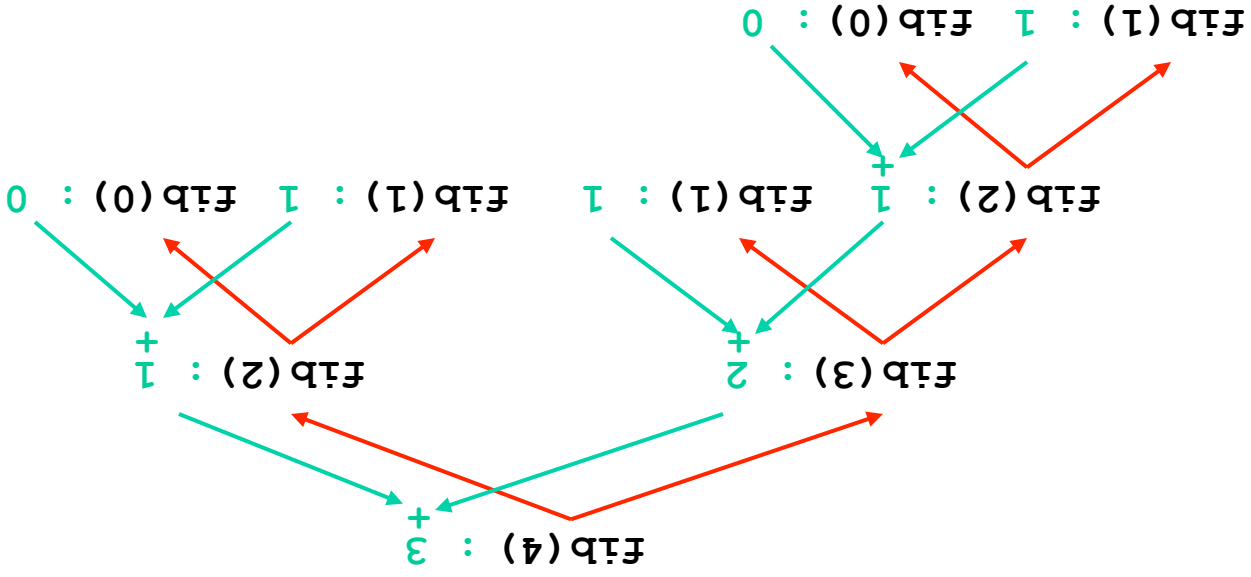 fib(4) : 3
+
fib(3) : 2 fib(2) : 1
+ +
fib(2) : 1 fib(1) : 1 fib(1) : 1 fib(0) : 0
+
fib(1) : 1 fib(0) : 0